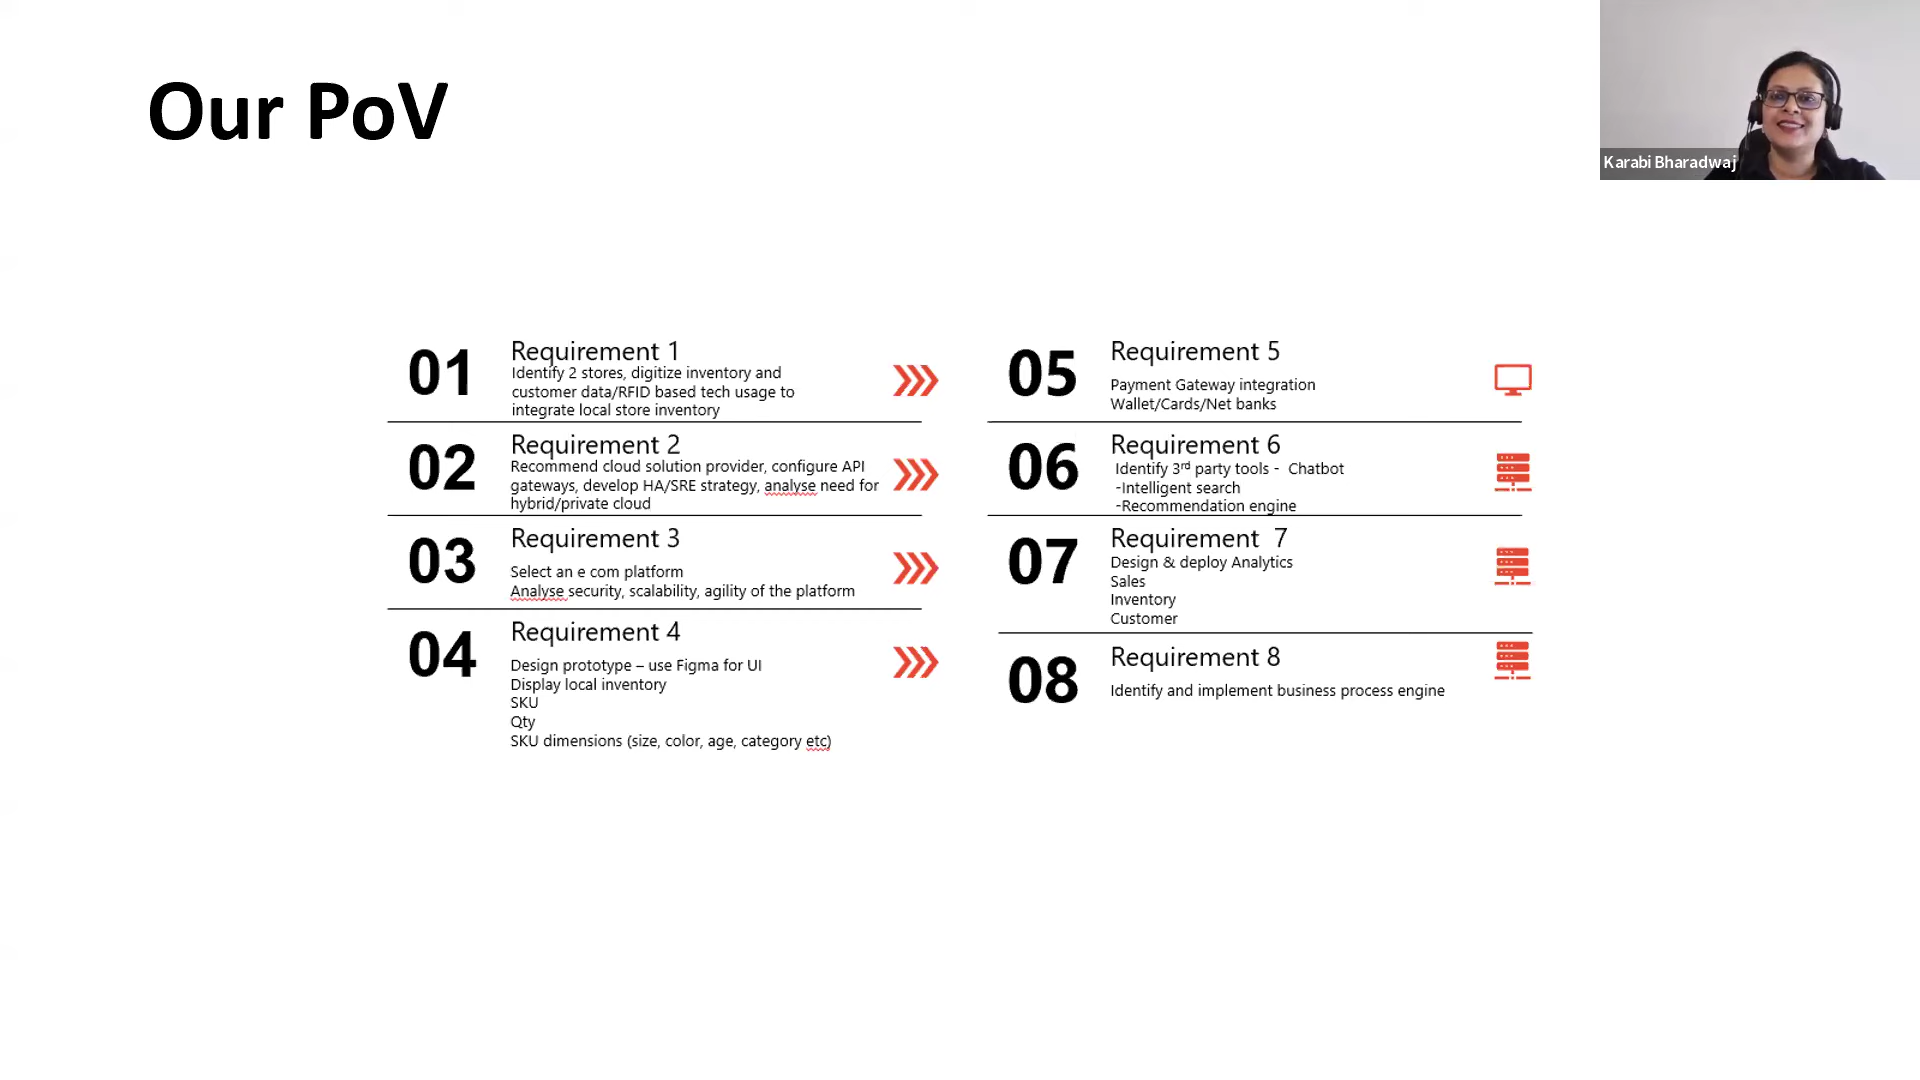 Our PoV
Karabi Bharadwaj
01
Requirement 1
Identify 2 stores, digitize inventory and
customer data/RFID based tech usage to
integrate local store inventory
02
Requirement 2
Recommend cloud solution provider, configure API
gateways, develop HA/SRE strategy, analyse need for
hybrid/private cloud
03
Requirement 3
Select an e com platform
Analyse security, scalability, agility of the platform
04
Requirement 4
Design prototype – use Figma for UI
Display local inventory
SKU
Qty
SKU dimensions (size, color, age, category etc)
05
Requirement 5
Payment Gateway integration
Wallet/Cards/Net banks
06
Requirement 6
Identify 3rd party tools - Chatbot
-Intelligent search
-Recommendation engine
07
Requirement 7
Design & deploy Analytics
Sales
Inventory
Customer
08
Requirement 8
Identify and implement business process engine